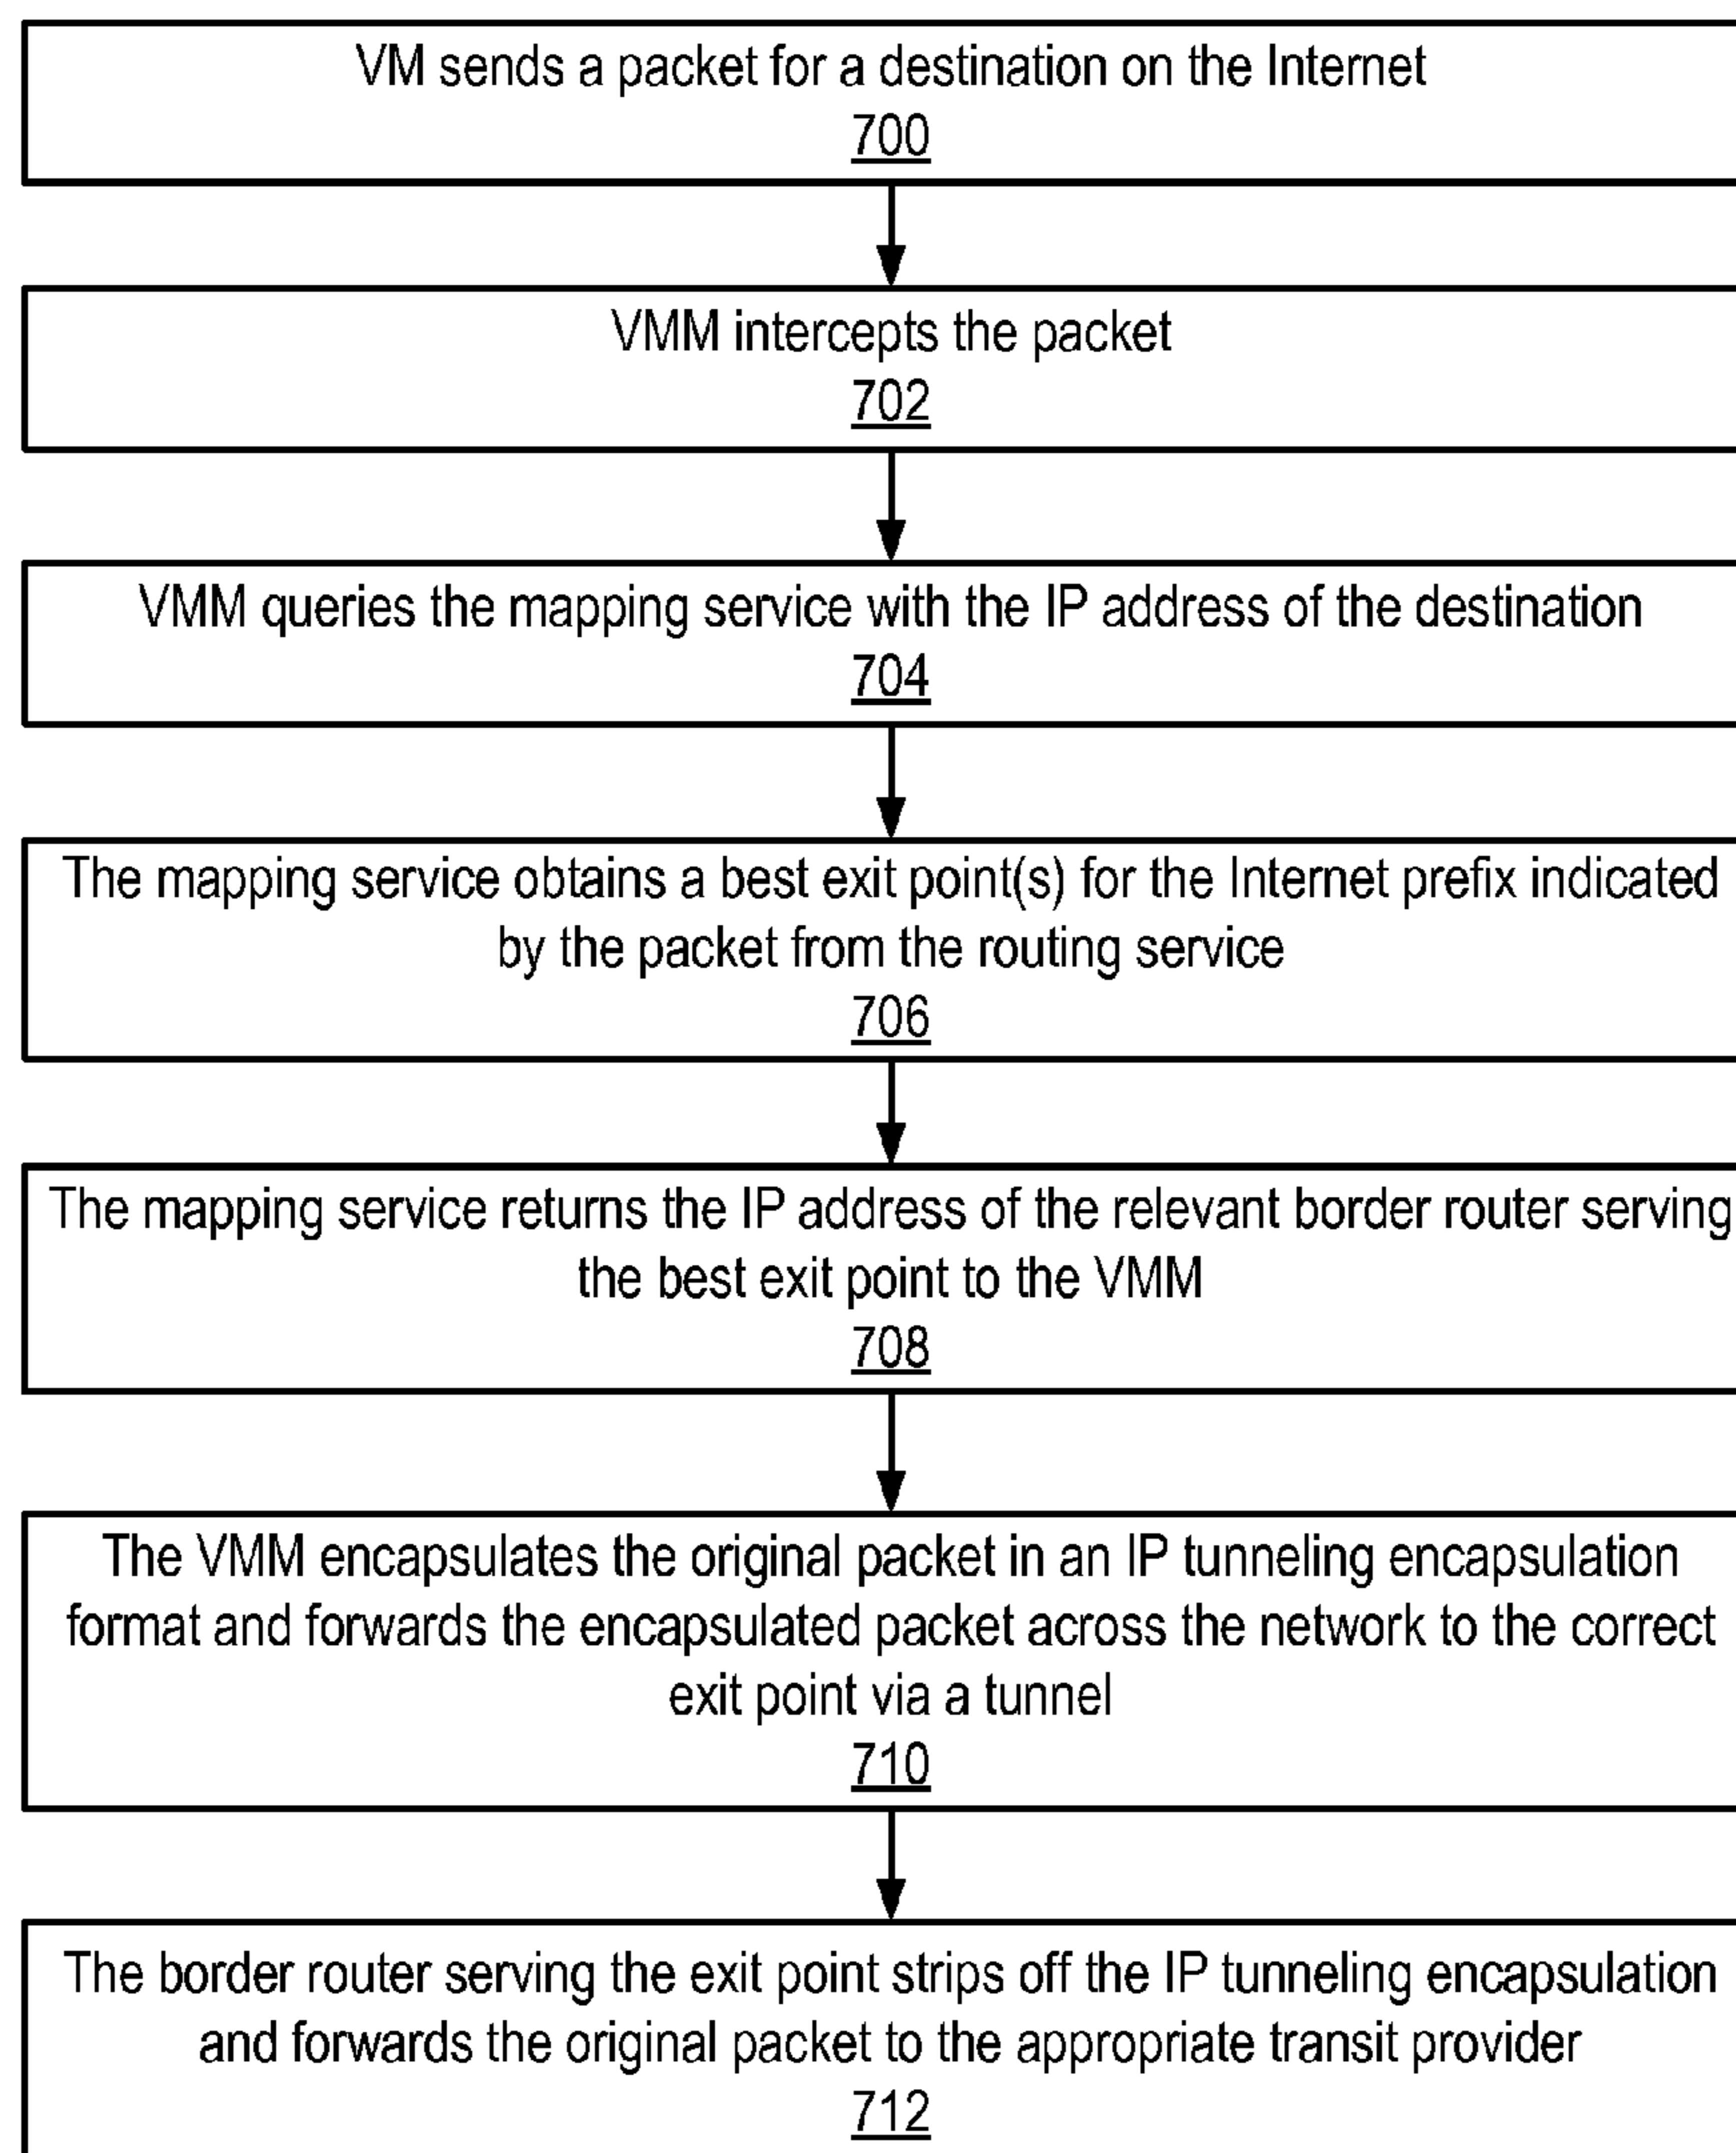 VM sends a packet for a destination on the Internet
700
VMM intercepts the packet
702
VMM queries the mapping service with the IP address of the destination
704
The mapping service obtains a best exit point(s) for the Internet prefix indicated
by the packet from the routing service
706
The mapping service returns the IP address of the relevant border router serving
the best exit point to the VMM
708
The VMM encapsulates the original packet in an IP tunneling encapsulation
format and forwards the encapsulated packet across the network to the correct
exit point via a tunnel
710
The border router serving the exit point strips off the IP tunneling encapsulation
and forwards the original packet to the appropriate transit provider
712